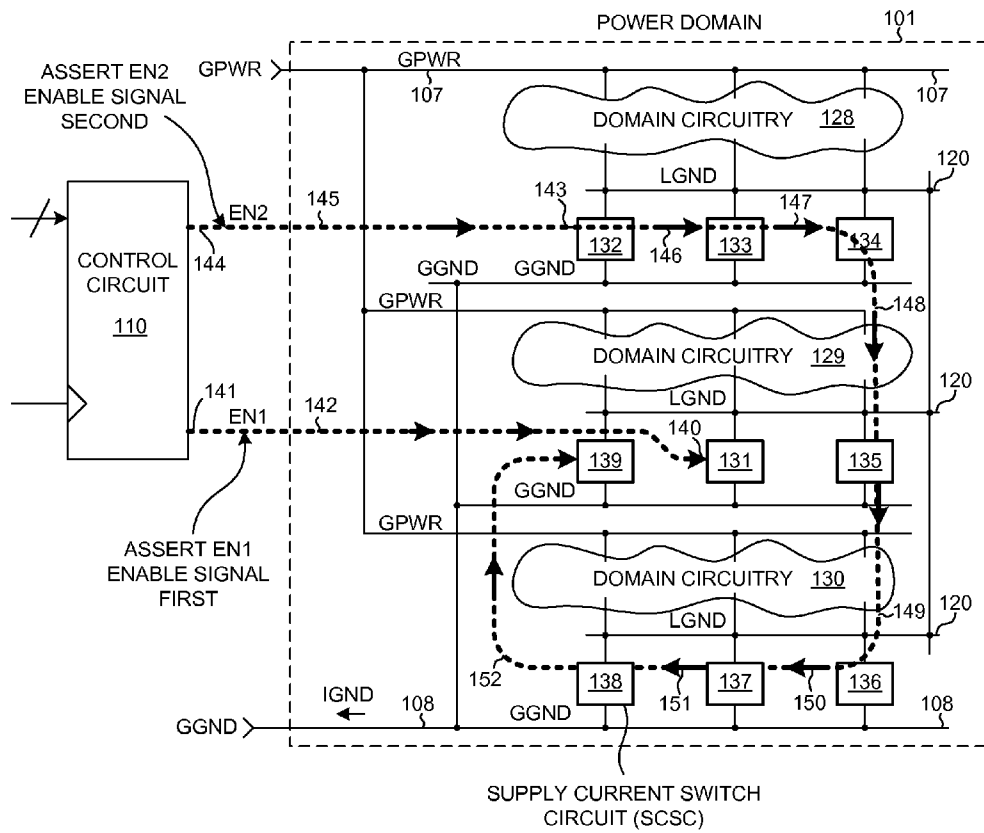 POWER DOMAIN
101
GPWR
GPWR
107
107
ASSERT EN2
ENABLE SIGNAL
SECOND
DOMAIN CIRCUITRY 128
LGND
120
EN2
145
143
147
132
133
134
144
146
CONTROL
CIRCUIT
110
GGND
GGND
GPWR
148
DOMAIN CIRCUITRY 129
141
EN1
142
LGND
120
140
139
131
135
GGND
GPWR
ASSERT EN1
ENABLE SIGNAL
FIRST
DOMAIN CIRCUITRY 130
149
120
LGND
152
138
151
137
150
136
IGND
108
GGND
GGND
108
SUPPLY CURRENT SWITCH
CIRCUIT (SCSC)